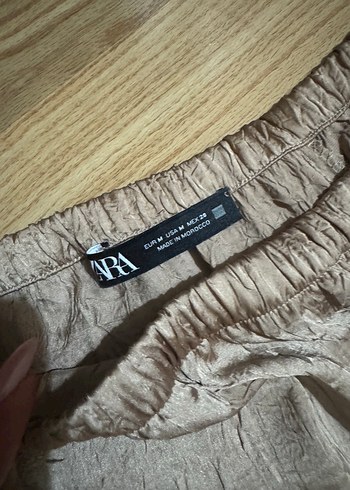 ZARA
EUR M USA M MEX 28
MADE IN MOROCCO